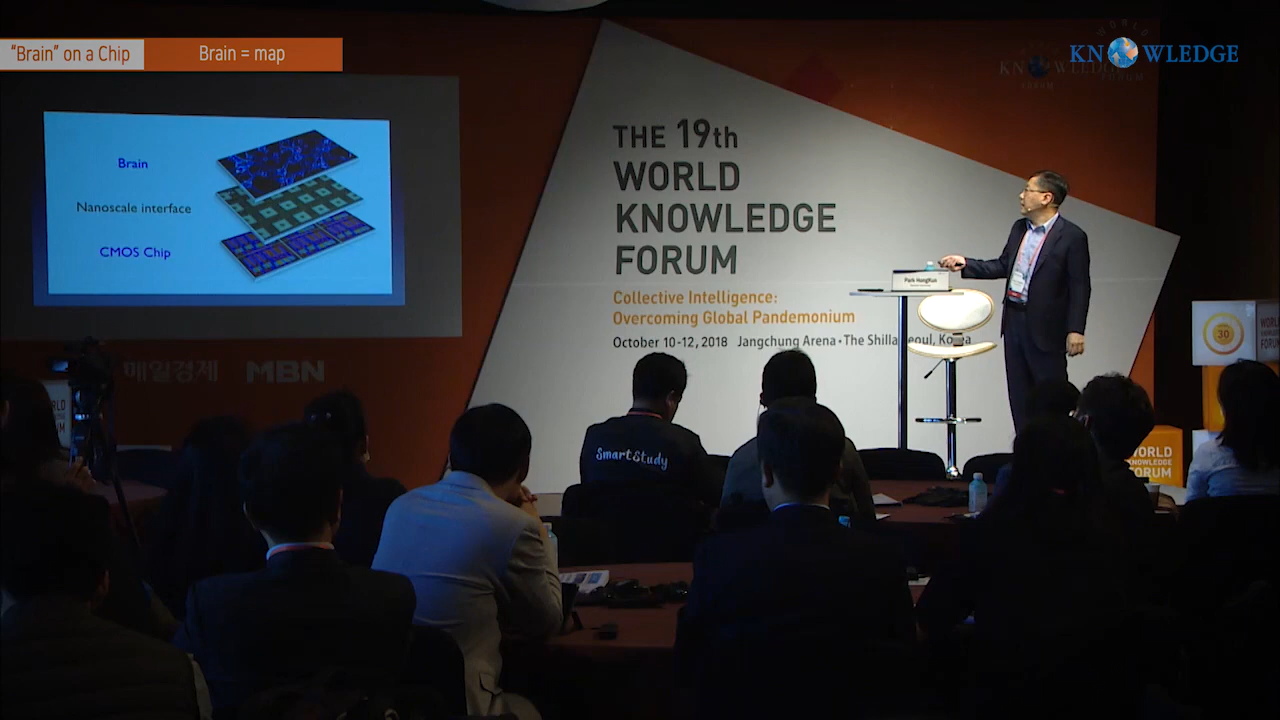 "Brain" on a Chip
Brain = map
KNOWLEDGE
Brain
Nanoscale interface
CMOS Chip
THE 19th
WORLD
KNOWLEDGE
FORUM
Collective Intelligence:
Overcoming Global Pandemonium
October 10-12, 2018 Jangchung Arena • The Shilla
eoul, Korea
Park HongKun
매일경제 MBN
SmartStudy
30
WORLD
KNOWLEDGE
FORUM